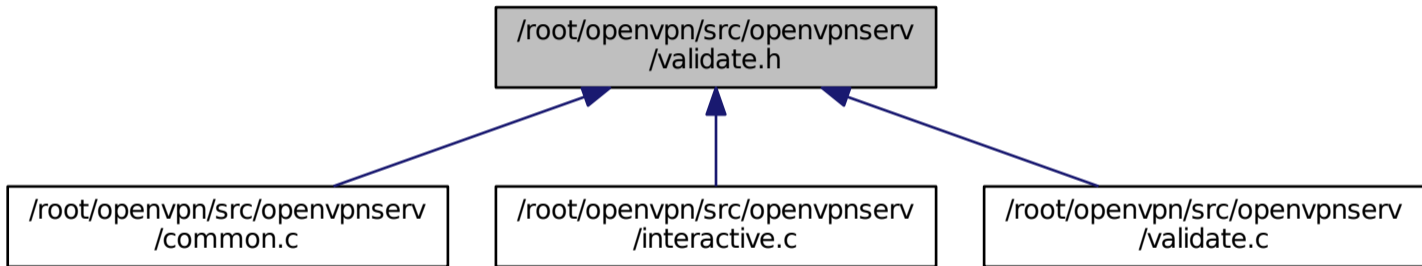 /root/openvpn/src/openvpnserv
/validate.h
/root/openvpn/src/openvpnserv
/common.c
/root/openvpn/src/openvpnserv
/interactive.c
/root/openvpn/src/openvpnserv
/validate.c